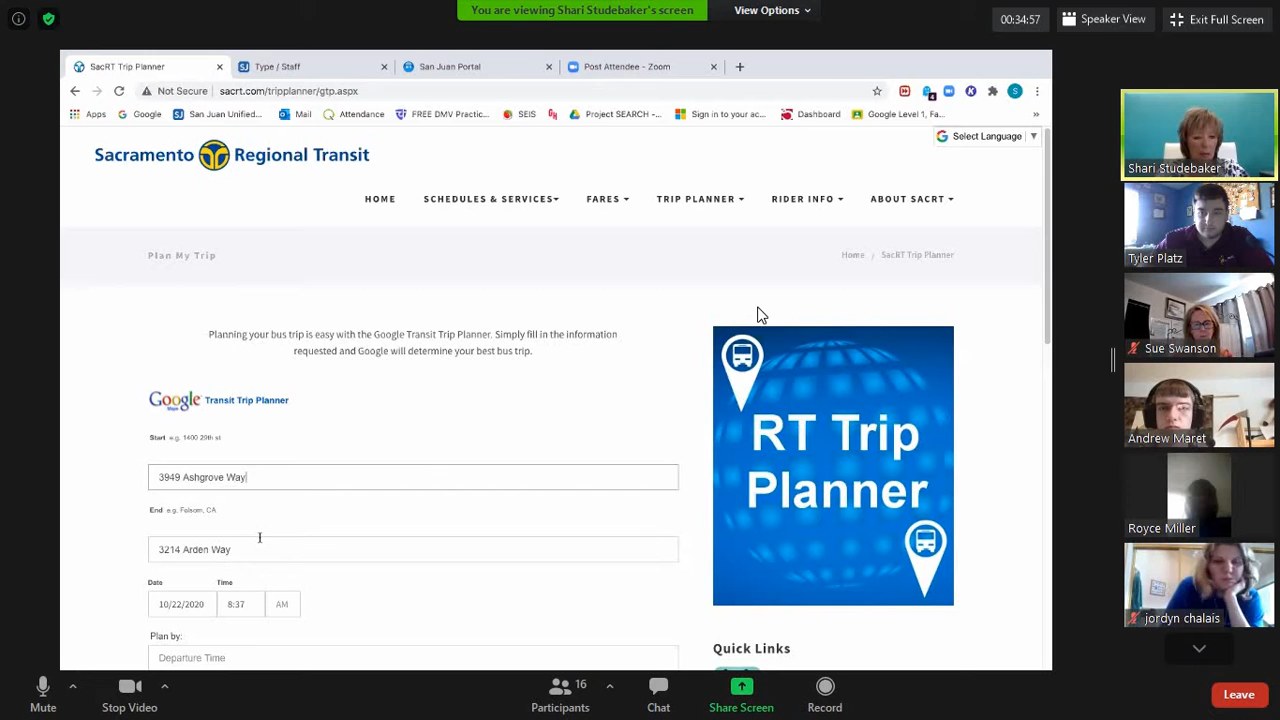 You are viewing Shari Studebaker's screen
View Options
00:34:57
Speaker View
Exit Full Screen
SacRT Trip Planner
Type / Staff
San Juan Portal
Post Attendee - Zoom
Not Secure
sacrt.com/tripplanner/gtp.aspx
Apps
Google
San Juan Unified...
Mail
Attendance
FREE DMV Practic...
SEIS
Project SEARCH -...
Sign in to your ac...
Dashboard
Google Level 1, Fa...
Select Language
Sacramento Regional Transit
HOME
SCHEDULES & SERVICES
FARES
TRIP PLANNER
RIDER INFO
ABOUT SACRT
Plan My Trip
Home / SacRT Trip Planner
Planning your bus trip is easy with the Google Transit Trip Planner. Simply fill in the information
requested and Google will determine your best bus trip.
Google Maps Transit Trip Planner
Start e.g. 1400 29th st
3949 Ashgrove Way
End e.g. Folsom, CA
3214 Arden Way
Date
Time
10/22/2020
8:37
AM
Plan by:
Departure Time
RT Trip
Planner
Quick Links
Shari Studebaker
Tyler Platz
Sue Swanson
Andrew Maret
Royce Miller
jordyn chalais
Mute
Stop Video
16
Participants
Chat
Share Screen
Record
Leave